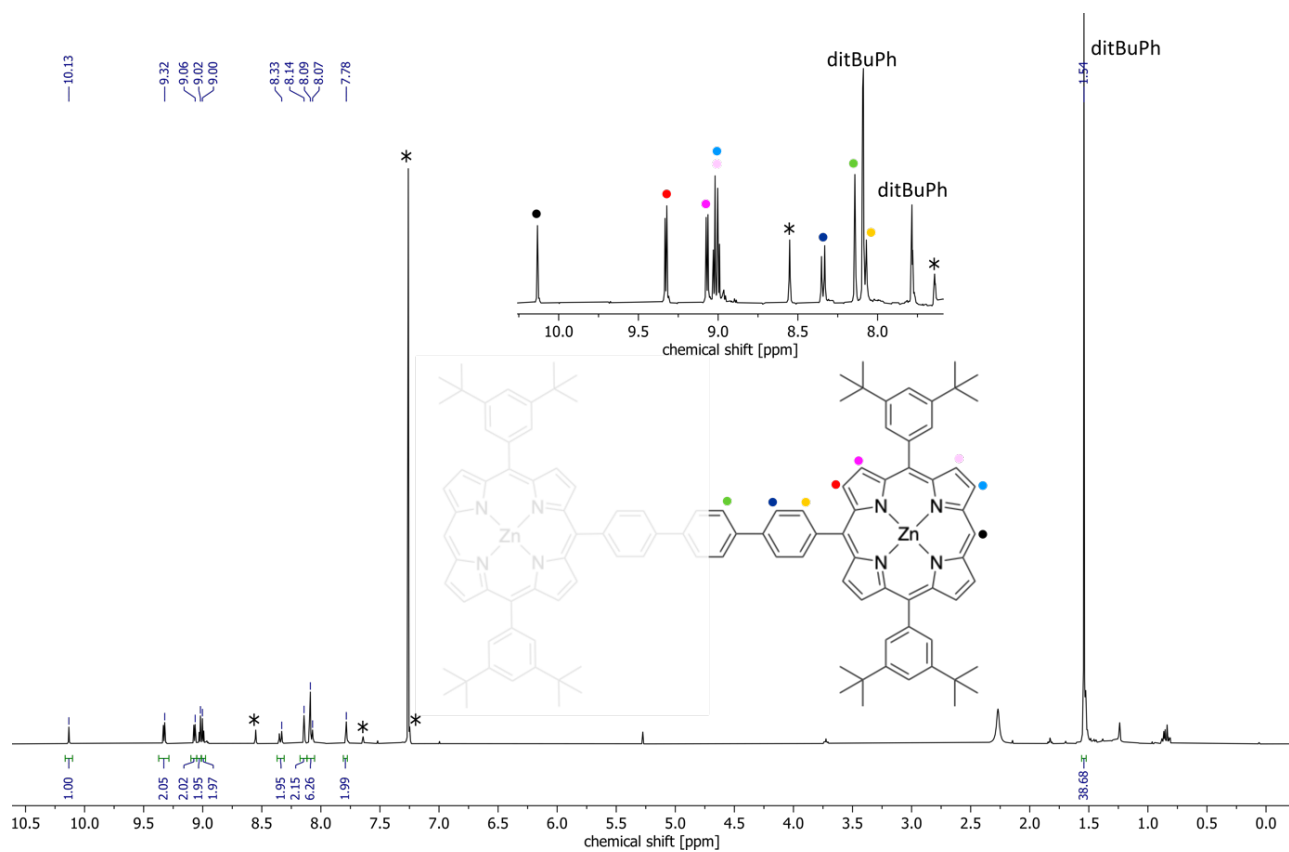 10.13
9.32
9.06
9.02
9.00
8.33
8.14
8.09
8.07
7.78
1.54
ditBuPh
ditBuPh
ditBuPh
*
*
*
10.0 9.5 9.0 8.5 8.0
chemical shift [ppm]
Zn
N
N
N
N
Zn
N
N
N
N
*
*
*
1.00
2.05
2.02
1.95
1.97
1.95
2.15
6.26
1.99
38.68
10.5 10.0 9.5 9.0 8.5 8.0 7.5 7.0 6.5 6.0 5.5 5.0 4.5 4.0 3.5 3.0 2.5 2.0 1.5 1.0 0.5 0.0
chemical shift [ppm]